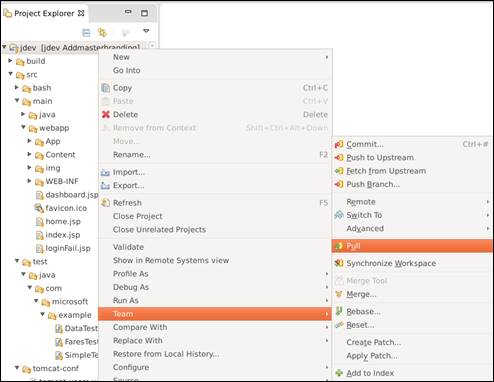 Project Explorer
jdev [jdev Addmasterbranding]
build
src
bash
main
java
webapp
App
Content
img
WEB-INF
dashboard.jsp
favicon.ico
home.jsp
index.jsp
loginFail.jsp
test
java
com
microsoft
example
DataTest
FaresTest
SimpleTe
tomcat-conf
New
Go Into
Copy Ctrl+C
Paste Ctrl+V
Delete Delete
Remove from Context Shift+Ctrl+Alt+Down
Move...
Rename... F2
Import...
Export...
Refresh F5
Close Project
Close Unrelated Projects
Validate
Show in Remote Systems view
Profile As
Debug As
Run As
Team
Compare With
Replace With
Restore from Local History...
Configure
Source
Commit... Ctrl+#
Push to Upstream
Fetch from Upstream
Push Branch...
Remote
Switch To
Advanced
Pull
Synchronize Workspace
Merge Tool
Merge...
Rebase...
Reset...
Create Patch...
Apply Patch...
Add to Index